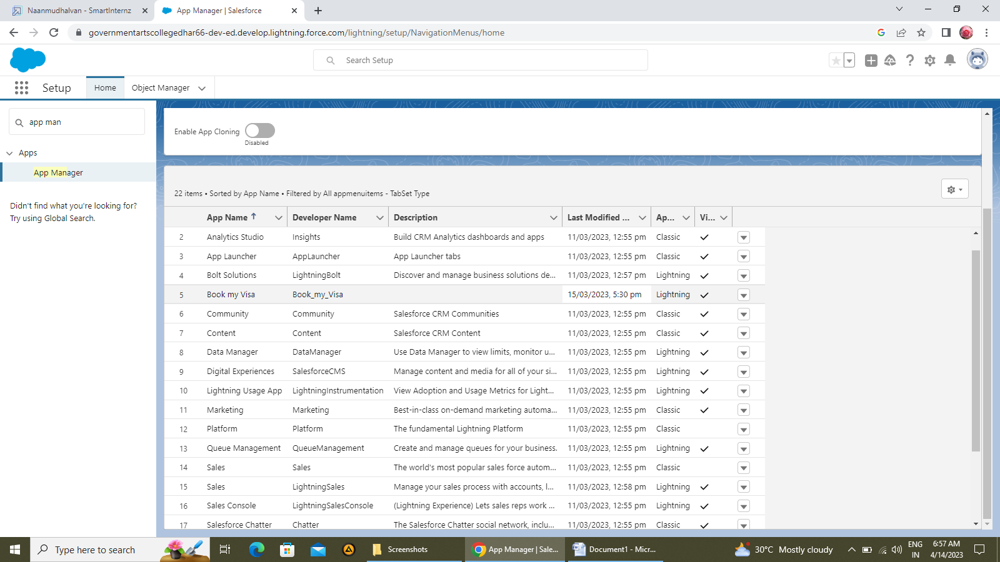 Naanmudhalvan - SmartInternz
App Manager | Salesforce
governmentartscollegedhar66-dev-ed.develop.lightning.force.com/lightning/setup/NavigationMenus/home
Search Setup
Setup
Home
Object Manager
app man
Apps
App Manager
Didn't find what you're looking for?
Try using Global Search.
Enable App Cloning
Disabled
22 items • Sorted by App Name • Filtered by All appmenuitems - TabSet Type
App Name Developer Name Description Last Modified ... Ap... Vi...
2 Analytics Studio Insights Build CRM Analytics dashboards and apps 11/03/2023, 12:55 pm Classic
3 App Launcher AppLauncher App Launcher tabs 11/03/2023, 12:55 pm Classic
4 Bolt Solutions LightningBolt Discover and manage business solutions de... 11/03/2023, 12:57 pm Lightning
5 Book my Visa Book_my_Visa 15/03/2023, 5:30 pm Lightning
6 Community Community Salesforce CRM Communities 11/03/2023, 12:55 pm Classic
7 Content Content Salesforce CRM Content 11/03/2023, 12:55 pm Classic
8 Data Manager DataManager Use Data Manager to view limits, monitor u... 11/03/2023, 12:55 pm Lightning
9 Digital Experiences SalesforceCMS Manage content and media for all of your si... 11/03/2023, 12:55 pm Lightning
10 Lightning Usage App LightningInstrumentation View Adoption and Usage Metrics for Light... 11/03/2023, 12:55 pm Lightning
11 Marketing Marketing Best-in-class on-demand marketing automa... 11/03/2023, 12:55 pm Classic
12 Platform Platform The fundamental Lightning Platform 11/03/2023, 12:55 pm Classic
13 Queue Management QueueManagement Create and manage queues for your business. 11/03/2023, 12:55 pm Lightning
14 Sales Sales The world's most popular sales force autom... 11/03/2023, 12:55 pm Classic
15 Sales LightningSales Manage your sales process with accounts, l... 11/03/2023, 12:58 pm Lightning
16 Sales Console LightningSalesConsole (Lightning Experience) Lets sales reps work ... 11/03/2023, 12:55 pm Lightning
17 Salesforce Chatter Chatter The Salesforce Chatter social network, inclu... 11/03/2023, 12:55 pm Classic
Type here to search
Screenshots
App Manager | Sale...
Document1 - Micr...
30°C Mostly cloudy
ENG
IN
6:57 AM
4/14/2023